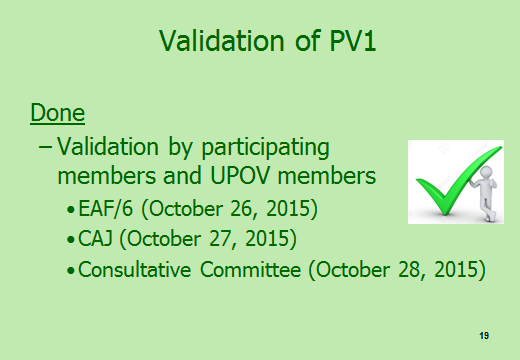 Validation of PV1
Done
– Validation by participating
members and UPOV members
•EAF/6 (October 26, 2015)
•CAJ (October 27, 2015)
•Consultative Committee (October 28, 2015)
19